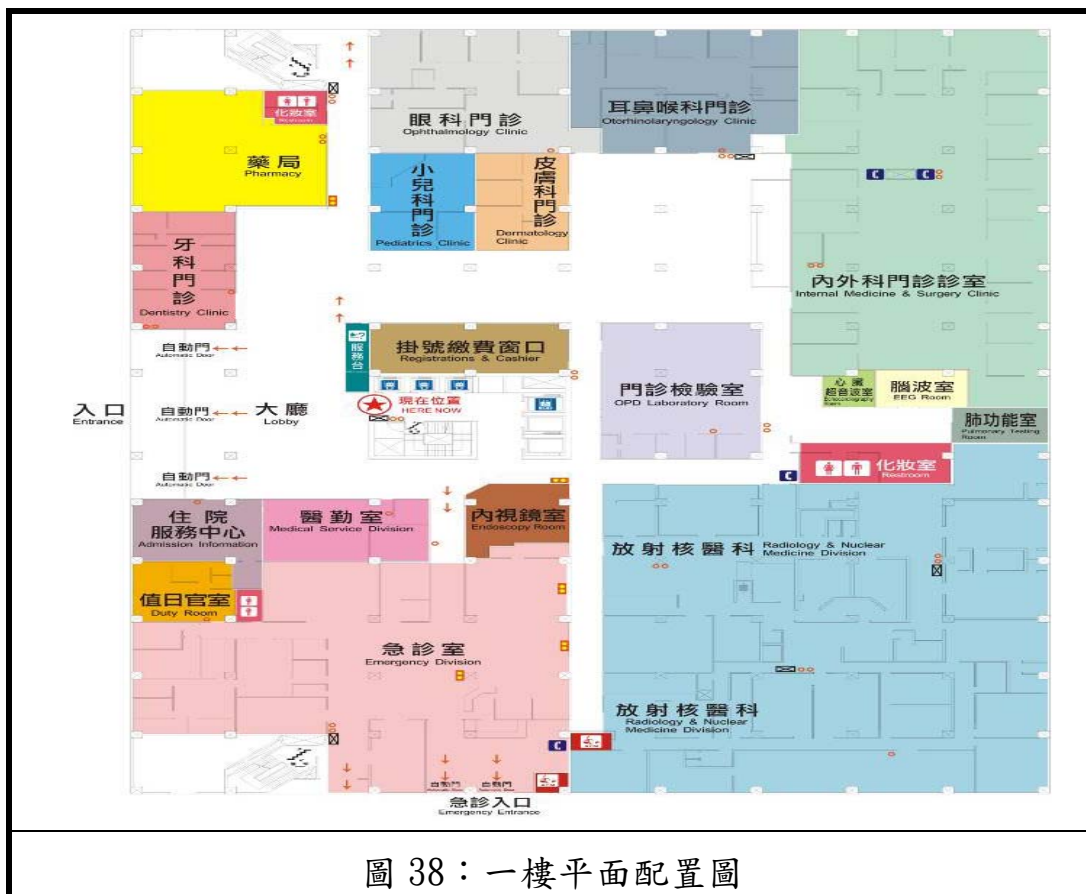 化妝室
Restroom
眼科門診
Ophthalmology Clinic
耳鼻喉科門診
Otorhinolaryngology Clinic
藥局
Pharmacy
小兒科門診
Pediatrics Clinic
皮膚科門診
Dermatology
Clinic
C
C
牙科門診
Dentistry Clinic
內外科門診診室
Internal Medicine & Surgery Clinic
自動門
Automatic Door
服務台
掛號繳費窗口
Registrations & Cashier
門診檢驗室
OPD Laboratory Room
心臟
超音波室
腦波室
EEG Room
入口
Entrance
自動門
Automatic Door
大廳
Lobby
現在位置
HERE NOW
肺功能室
Pulmonary Testing
Room
自動門
Automatic Door
C
化妝室
Restroom
住院
服務中心
Admission Information
醫勤室
Medical Service Division
內視鏡室
Endoscopy Room
放射核醫科
Radiology & Nuclear
Medicine Division
值日官室
Duty Room
急診室
Emergency Division
放射核醫科
Radiology & Nuclear
Medicine Division
C
自動門
自動門
急診入口
Emergency Entrance
圖 38：一樓平面配置圖